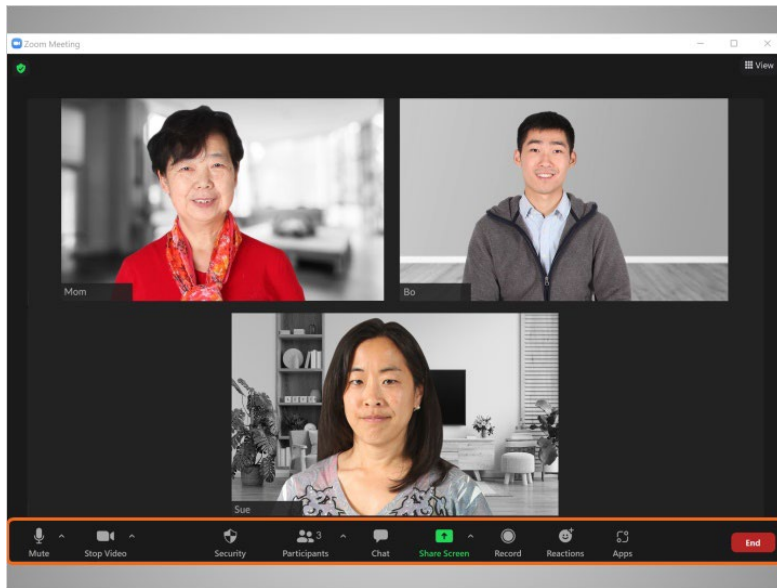 Zoom Meeting
View
Mom
Bo
Sue
Mute
Stop Video
Security
3
Participants
Chat
Share Screen
Record
Reactions
Apps
End